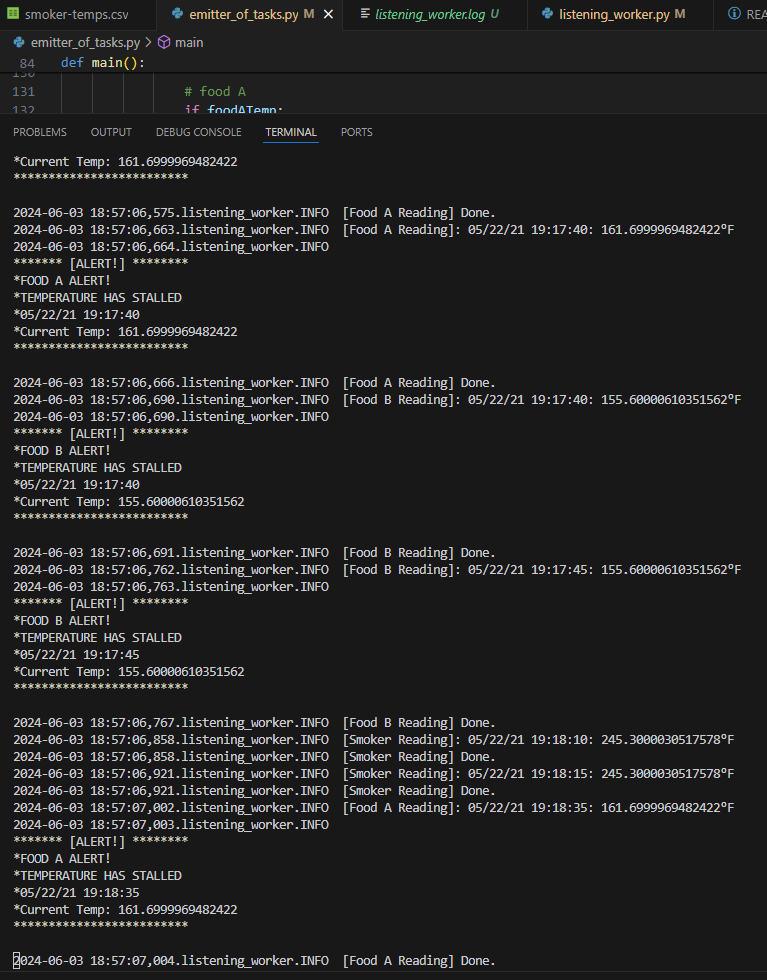 smoker-temps.csv
emitter_of_tasks.py M
listening_worker.log U
listening_worker.py M
REA
emitter_of_tasks.py > main
84 def main():
130
131 # food A
132 if foodATemp:
PROBLEMS OUTPUT DEBUG CONSOLE TERMINAL PORTS
*Current Temp: 161.6999969482422
*************************
2024-06-03 18:57:06,575.listening_worker.INFO [Food A Reading] Done.
2024-06-03 18:57:06,663.listening_worker.INFO [Food A Reading]: 05/22/21 19:17:40: 161.6999969482422ºF
2024-06-03 18:57:06,664.listening_worker.INFO
******* [ALERT!] ********
*FOOD A ALERT!
*TEMPERATURE HAS STALLED
*05/22/21 19:17:40
*Current Temp: 161.6999969482422
*************************
2024-06-03 18:57:06,666.listening_worker.INFO [Food A Reading] Done.
2024-06-03 18:57:06,690.listening_worker.INFO [Food B Reading]: 05/22/21 19:17:40: 155.60000610351562ºF
2024-06-03 18:57:06,690.listening_worker.INFO
******* [ALERT!] ********
*FOOD B ALERT!
*TEMPERATURE HAS STALLED
*05/22/21 19:17:40
*Current Temp: 155.60000610351562
*************************
2024-06-03 18:57:06,691.listening_worker.INFO [Food B Reading] Done.
2024-06-03 18:57:06,762.listening_worker.INFO [Food B Reading]: 05/22/21 19:17:45: 155.60000610351562ºF
2024-06-03 18:57:06,763.listening_worker.INFO
******* [ALERT!] ********
*FOOD B ALERT!
*TEMPERATURE HAS STALLED
*05/22/21 19:17:45
*Current Temp: 155.60000610351562
*************************
2024-06-03 18:57:06,767.listening_worker.INFO [Food B Reading] Done.
2024-06-03 18:57:06,858.listening_worker.INFO [Smoker Reading]: 05/22/21 19:18:10: 245.3000030517578ºF
2024-06-03 18:57:06,858.listening_worker.INFO [Smoker Reading] Done.
2024-06-03 18:57:06,921.listening_worker.INFO [Smoker Reading]: 05/22/21 19:18:15: 245.3000030517578ºF
2024-06-03 18:57:06,921.listening_worker.INFO [Smoker Reading] Done.
2024-06-03 18:57:07,002.listening_worker.INFO [Food A Reading]: 05/22/21 19:18:35: 161.6999969482422ºF
2024-06-03 18:57:07,003.listening_worker.INFO
******* [ALERT!] ********
*FOOD A ALERT!
*TEMPERATURE HAS STALLED
*05/22/21 19:18:35
*Current Temp: 161.6999969482422
*************************
2024-06-03 18:57:07,004.listening_worker.INFO [Food A Reading] Done.